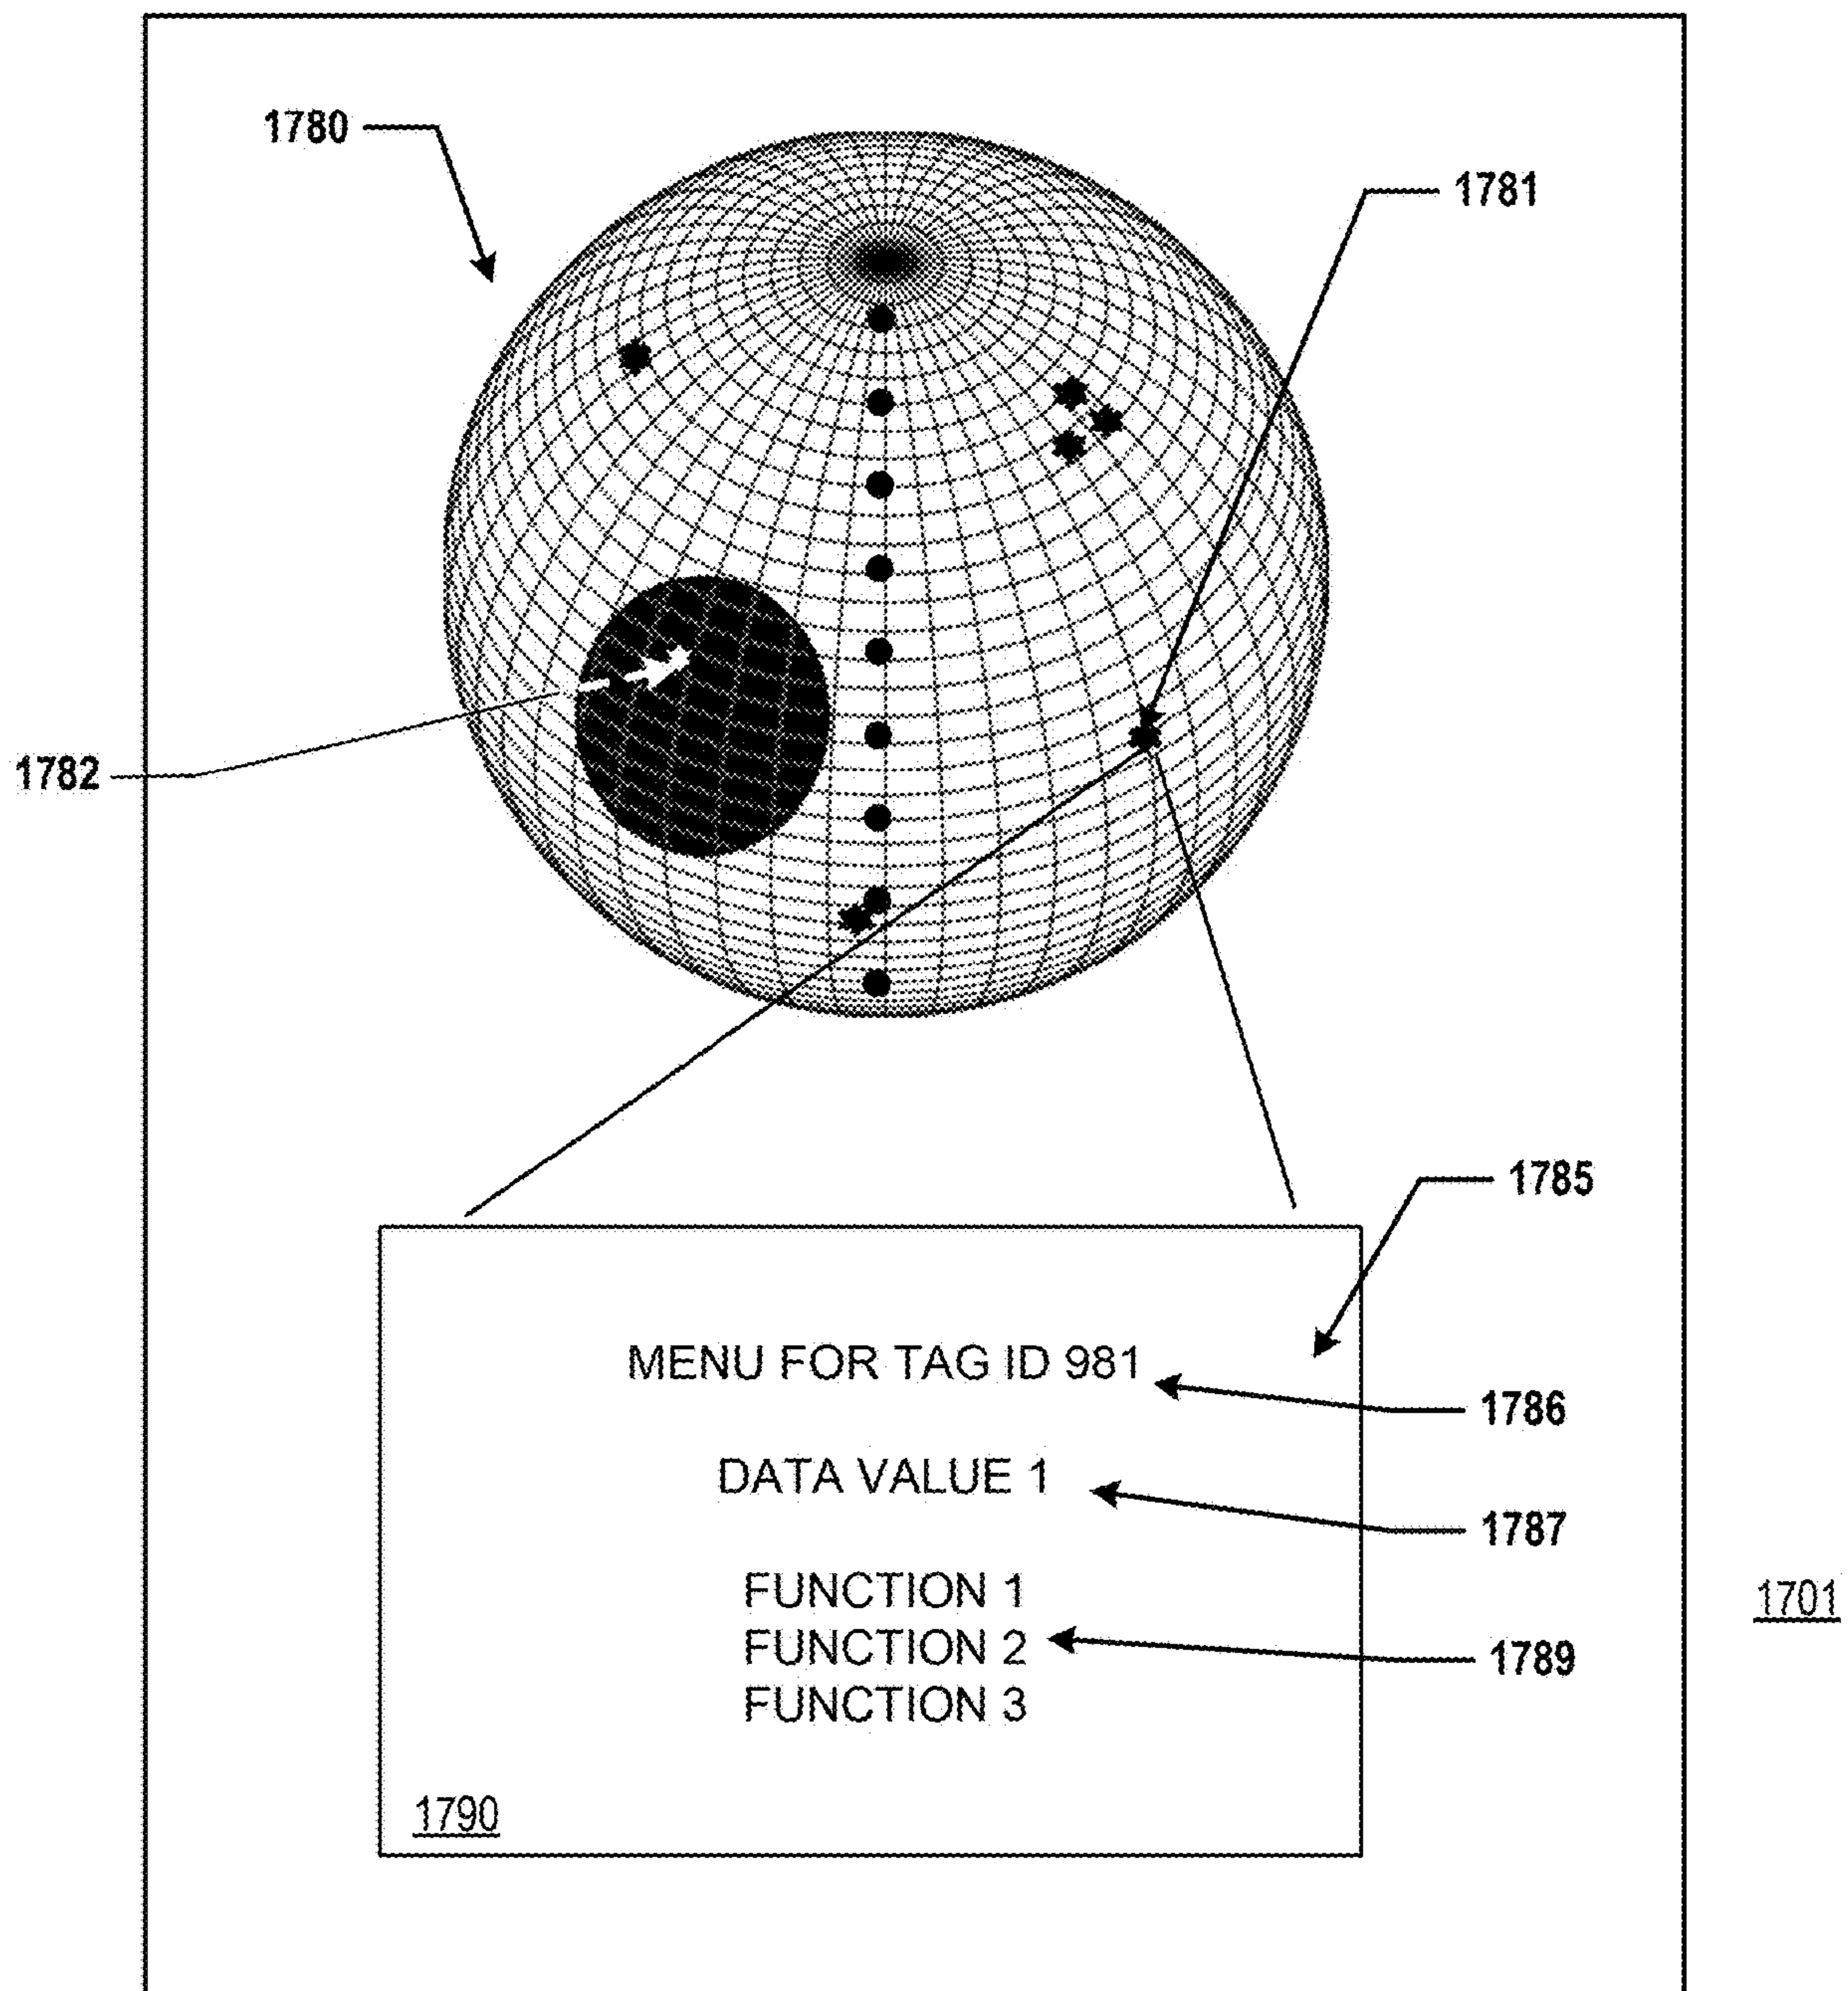 1780
1781
1782
1785
MENU FOR TAG ID 981
1786
DATA VALUE 1
1787
FUNCTION 1
1701
FUNCTION 2
1789
FUNCTION 3
1790